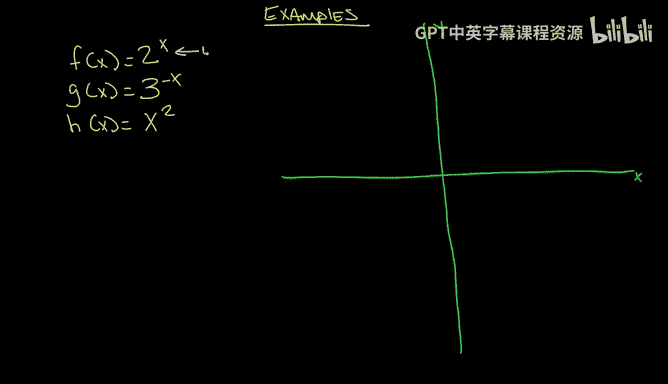 EXAMPLES
GPT中英字幕课程资源 bilibili
f(x)=2^x ←
g(x)=3^-x
h(x)=x^2
x